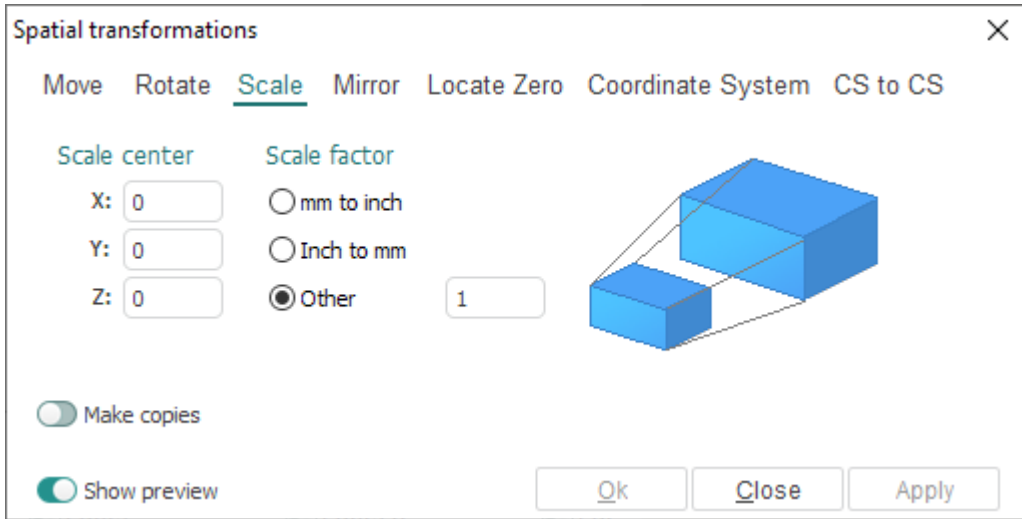 Spatial transformations
Move Rotate Scale Mirror Locate Zero Coordinate System CS to CS
Scale center Scale factor
X: 0 mm to inch
Y: 0 Inch to mm
Z: 0 Other 1
Make copies
Show preview Ok Close Apply